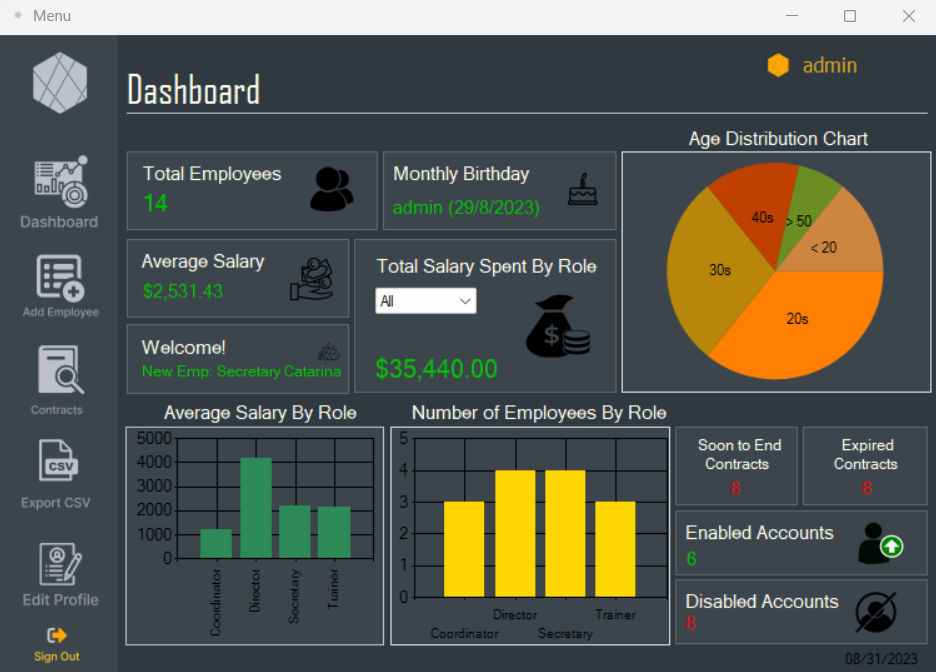 Menu
admin
Dashboard
Dashboard
Add Employee
Contracts
CSV
Export CSV
Edit Profile
Sign Out
Total Employees
14
Monthly Birthday
admin (29/8/2023)
Average Salary
$2,531.43
Total Salary Spent By Role
All
$
$35,440.00
Welcome!
New Emp: Secretary Catarina
Age Distribution Chart
40s
> 50
< 20
30s
20s
Average Salary By Role
5000
4000
3000
2000
1000
0
Coordinator
Director
Secretary
Trainer
Number of Employees By Role
5
4
3
2
1
0
Director
Trainer
Coordinator
Secretary
Soon to End
Contracts
8
Expired
Contracts
8
Enabled Accounts
6
Disabled Accounts
8
08/31/2023